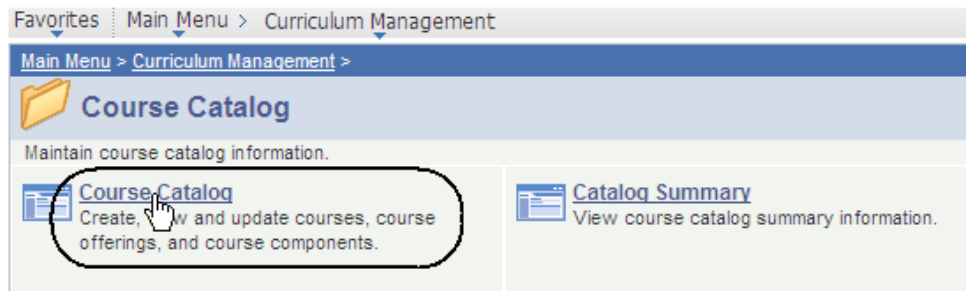 Favorites Main Menu > Curriculum Management
Main Menu > Curriculum Management >
Course Catalog
Maintain course catalog information.
Course Catalog
Create, and update courses, course
offerings, and course components.
Catalog Summary
View course catalog summary information.